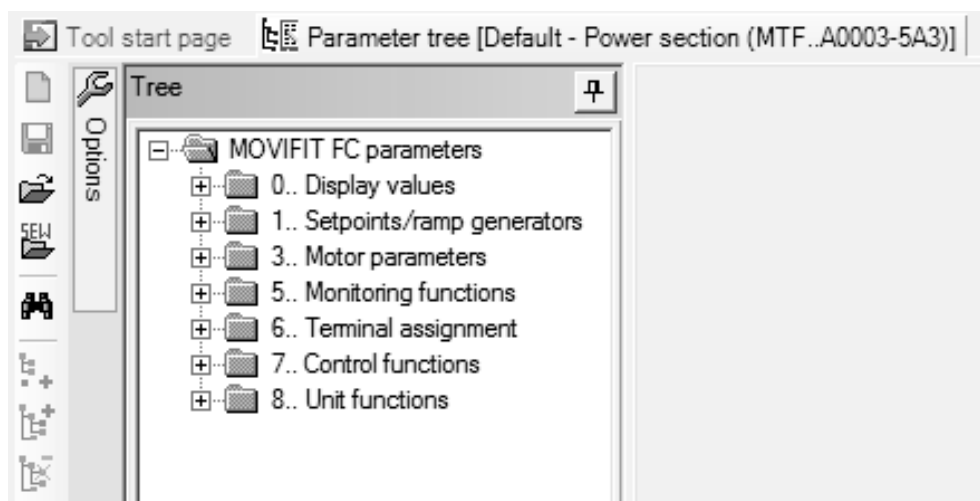 Tool start page
Parameter tree [Default - Power section (MTF..A0003-5A3)]
Options
Tree
SEW
MOVIFIT FC parameters
0.. Display values
1.. Setpoints/ramp generators
3.. Motor parameters
5.. Monitoring functions
6.. Terminal assignment
7.. Control functions
8.. Unit functions